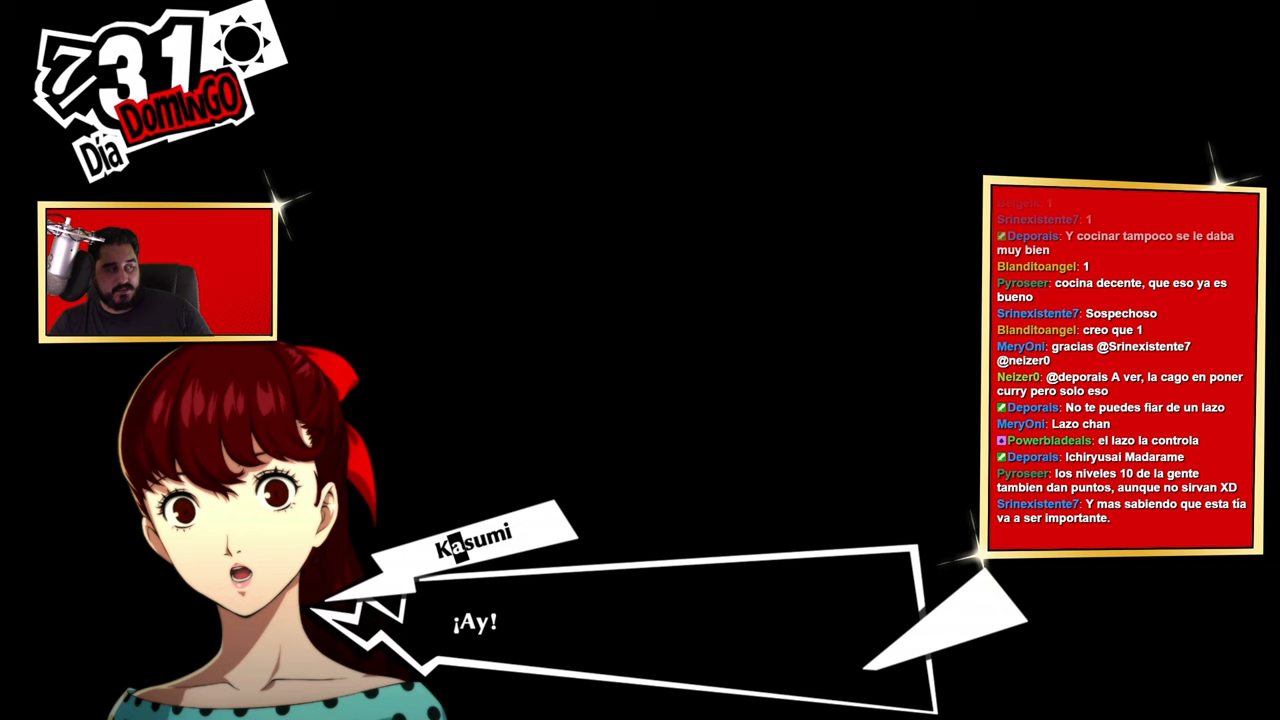 7 31
DOMINGO
Día
Srinexistente7: 1
Deporais: Y cocinar tampoco se le daba
muy bien
Blanditoangel: 1
Pyroseer: cocina decente, que eso ya es
bueno
Srinexistente7: Sospechoso
Blanditoangel: creo que 1
MeryOni: gracias @Srinexistente7
@neizer0
Neizer0: @deporais A ver, la cago en poner
curry pero solo eso
Deporais: No te puedes fiar de un lazo
MeryOni: Lazo chan
Powerbladeals: el lazo la controla
Deporais: Ichiryusai Madarame
Pyroseer: los niveles 10 de la gente
tambien dan puntos, aunque no sirvan XD
Srinexistente7: Y mas sabiendo que esta tía
va a ser importante.
Kasumi
¡Ay!